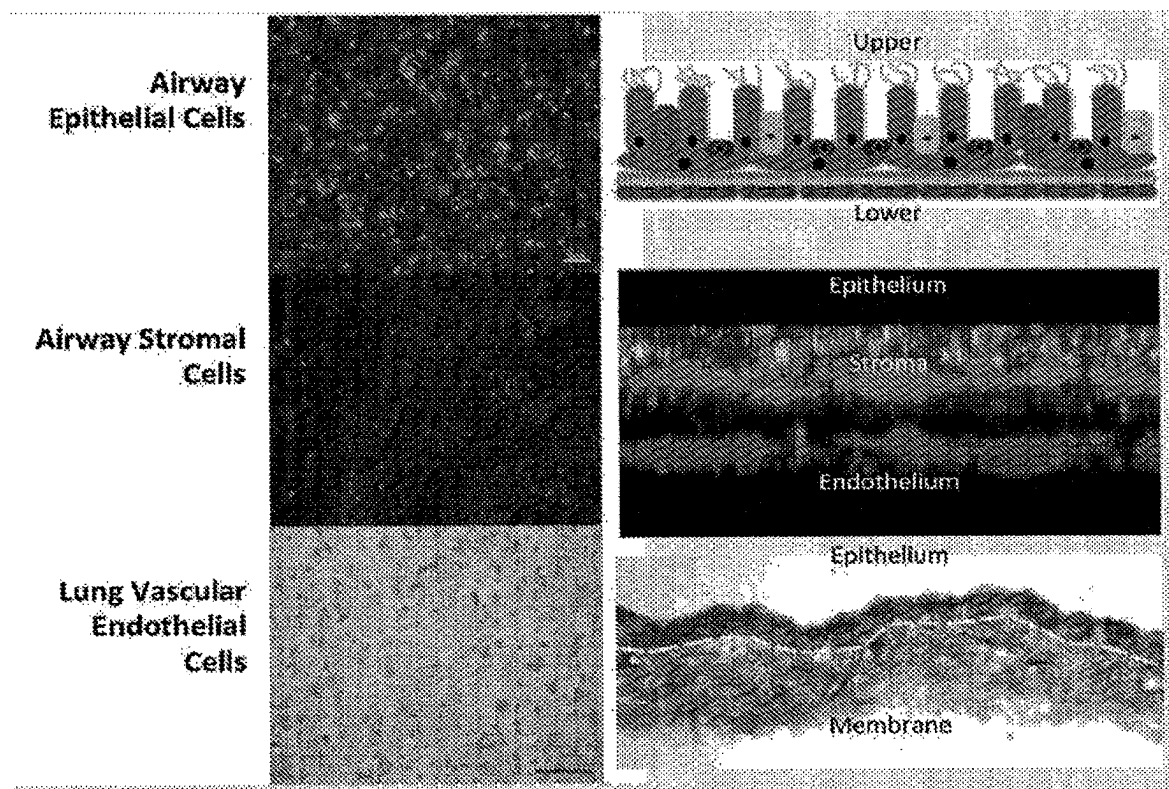 Airway
Epithelial Cells
Upper
Lower
Airway Stromal
Cells
Epithelium
Stroma
Endothelium
Lung Vascular
Endothelial
Cells
Epithelium
Membrane